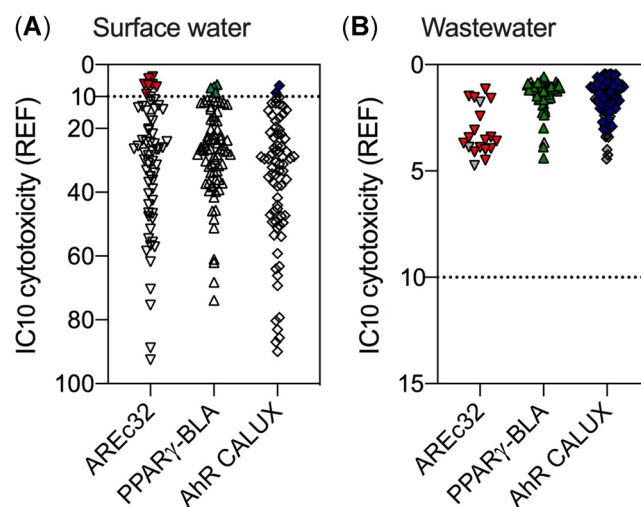 (A) Surface water
IC10 cytotoxicity (REF)
0
10
20
40
60
80
100
AREc32
PPARγ-BLA
AhR CALUX
(B) Wastewater
IC10 cytotoxicity (REF)
0
5
10
15
AREc32
PPARγ-BLA
AhR CALUX